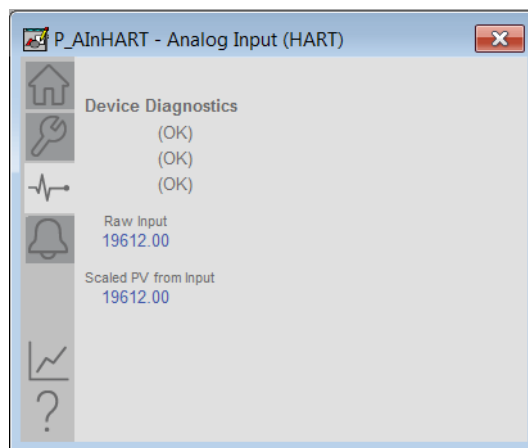 P_AInHART - Analog Input (HART)
Device Diagnostics
(OK)
(OK)
(OK)
Raw Input
19612.00
Scaled PV from Input
19612.00
?